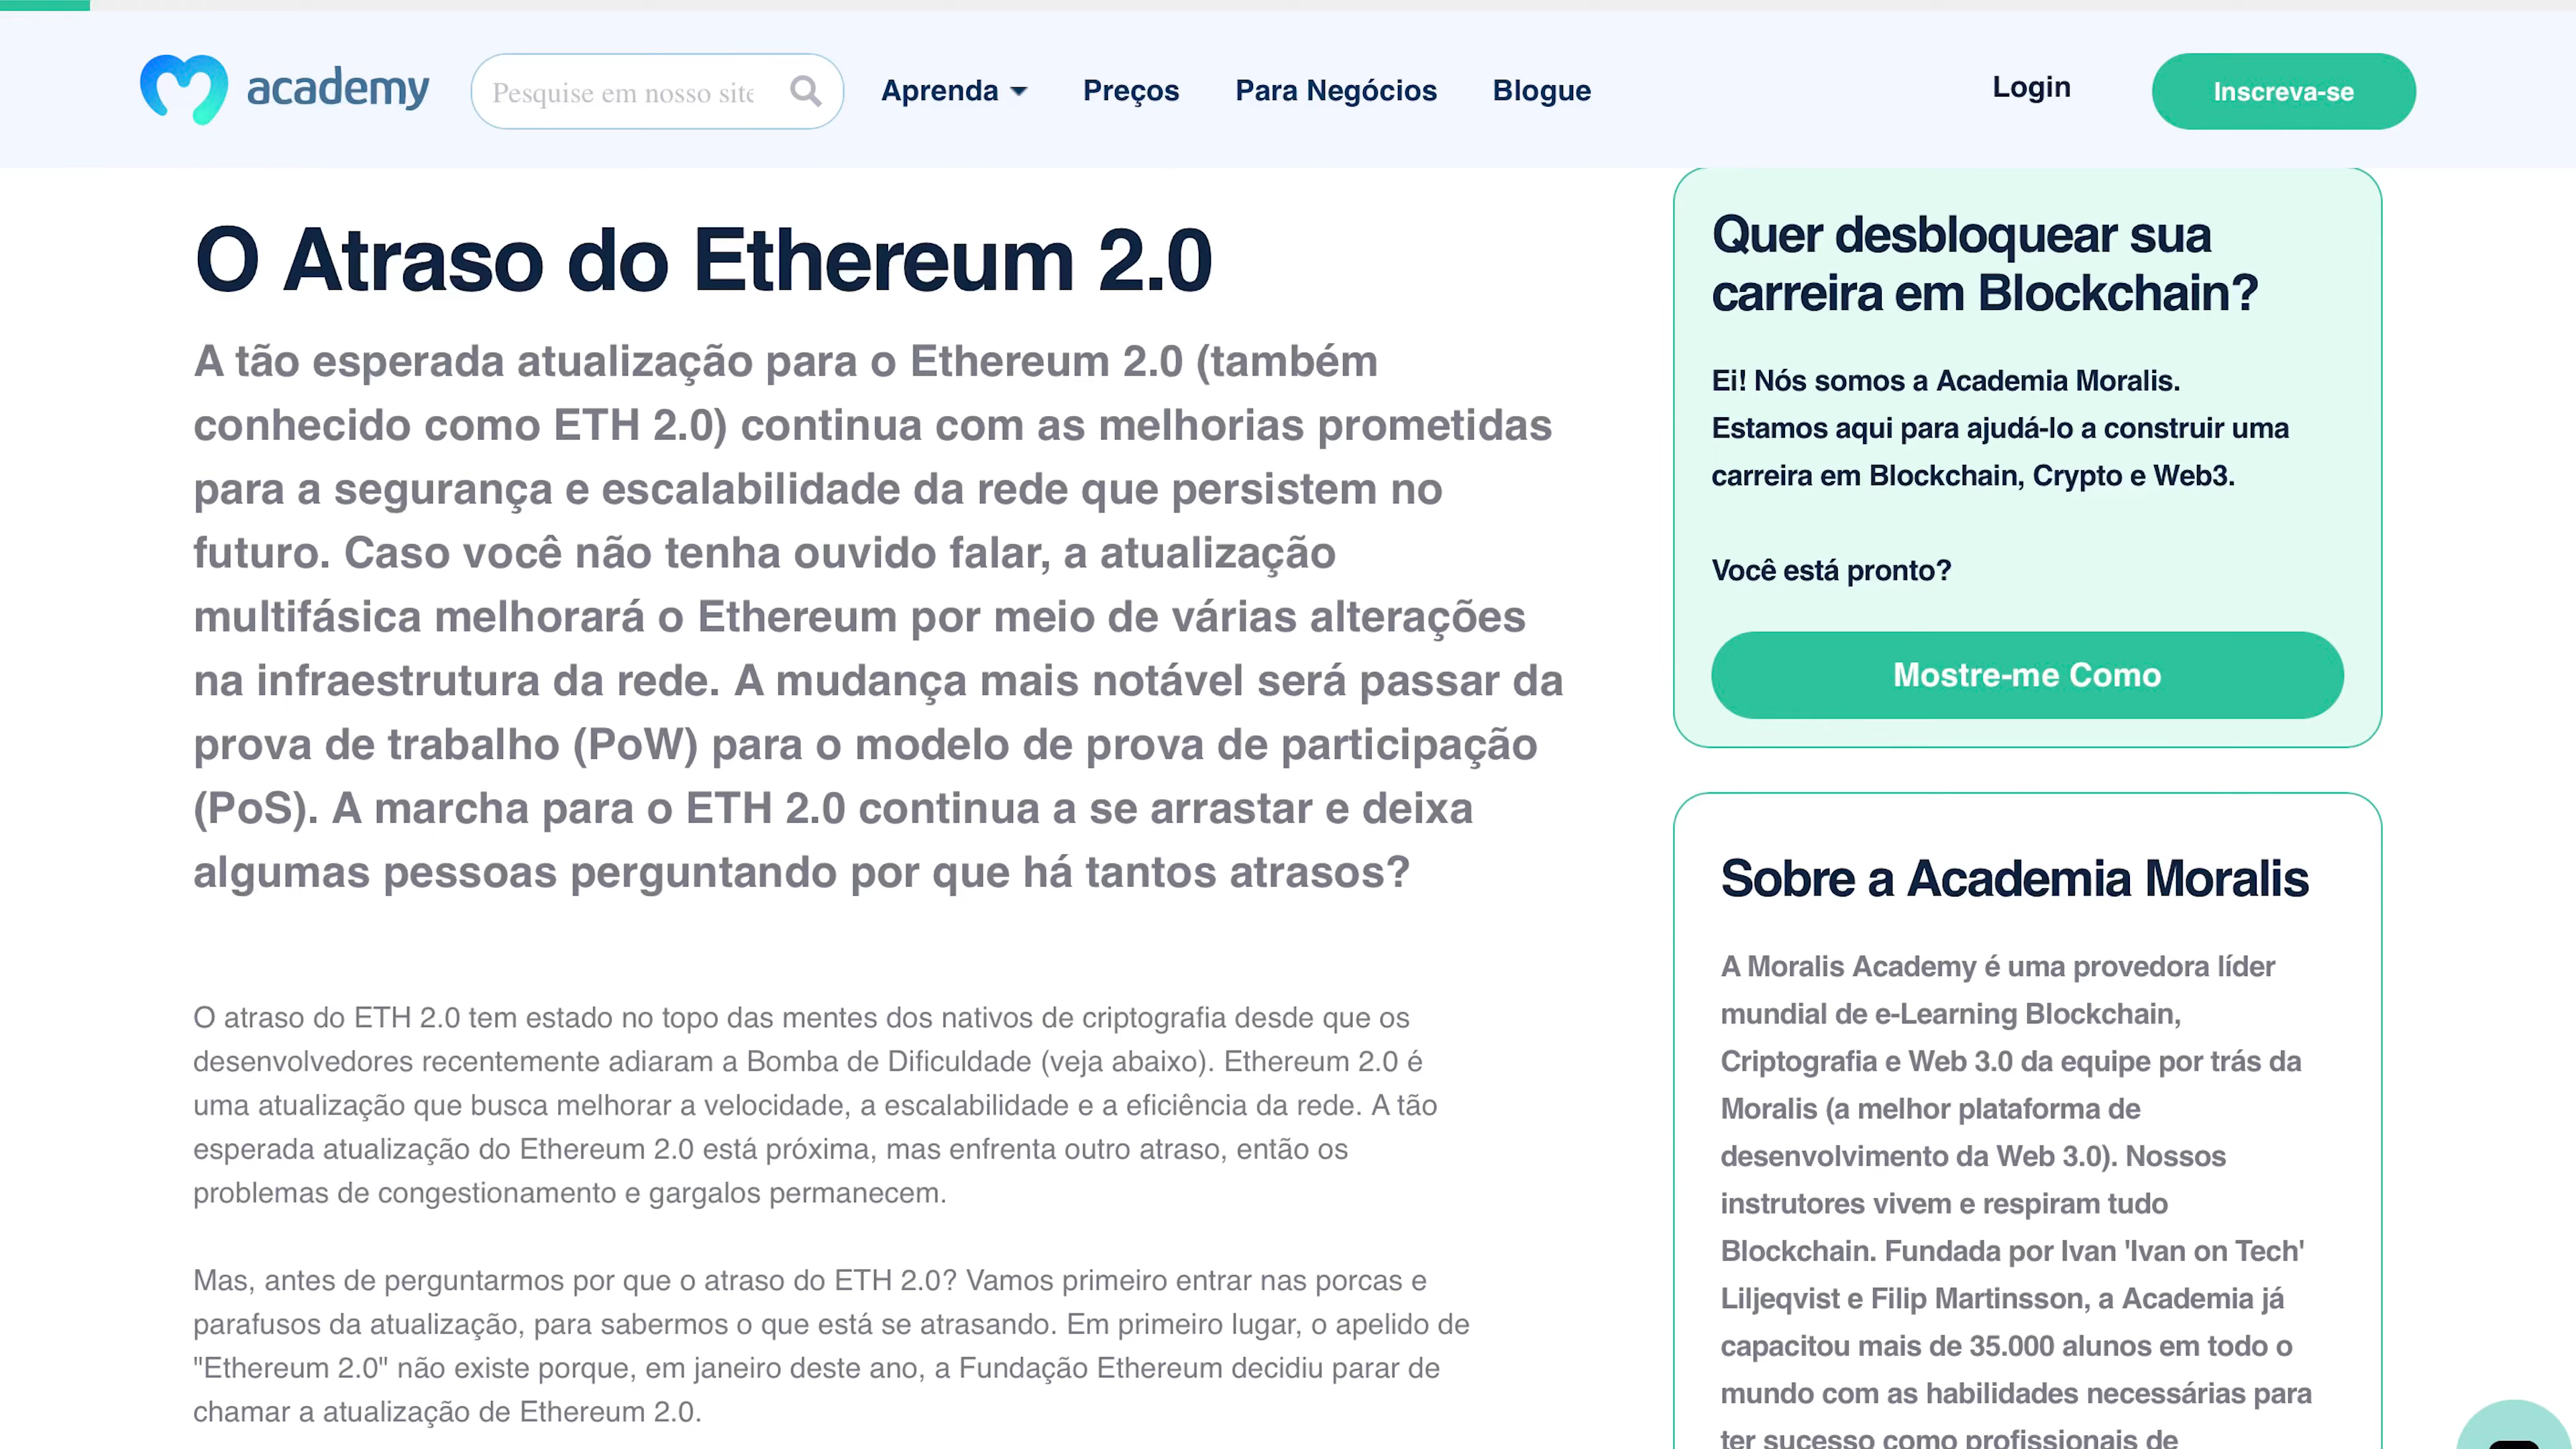 academy
Pesquise em nosso site
Aprenda
Preços
Para Negócios
Blogue
Login
Inscreva-se
O Atraso do Ethereum 2.0
A tão esperada atualização para o Ethereum 2.0 (também
conhecido como ETH 2.0) continua com as melhorias prometidas
para a segurança e escalabilidade da rede que persistem no
futuro. Caso você não tenha ouvido falar, a atualização
multifásica melhorará o Ethereum por meio de várias alterações
na infraestrutura da rede. A mudança mais notável será passar da
prova de trabalho (PoW) para o modelo de prova de participação
(PoS). A marcha para o ETH 2.0 continua a se arrastar e deixa
algumas pessoas perguntando por que há tantos atrasos?
O atraso do ETH 2.0 tem estado no topo das mentes dos nativos de criptografia desde que os
desenvolvedores recentemente adiaram a Bomba de Dificuldade (veja abaixo). Ethereum 2.0 é
uma atualização que busca melhorar a velocidade, a escalabilidade e a eficiência da rede. A tão
esperada atualização do Ethereum 2.0 está próxima, mas enfrenta outro atraso, então os
problemas de congestionamento e gargalos permanecem.
Mas, antes de perguntarmos por que o atraso do ETH 2.0? Vamos primeiro entrar nas porcas e
parafusos da atualização, para sabermos o que está se atrasando. Em primeiro lugar, o apelido de
"Ethereum 2.0" não existe porque, em janeiro deste ano, a Fundação Ethereum decidiu parar de
chamar a atualização de Ethereum 2.0.
Quer desbloquear sua
carreira em Blockchain?
Ei! Nós somos a Academia Moralis.
Estamos aqui para ajudá-lo a construir uma
carreira em Blockchain, Crypto e Web3.
Você está pronto?
Mostre-me Como
Sobre a Academia Moralis
A Moralis Academy é uma provedora líder
mundial de e-Learning Blockchain,
Criptografia e Web 3.0 da equipe por trás da
Moralis (a melhor plataforma de
desenvolvimento da Web 3.0). Nossos
instrutores vivem e respiram tudo
Blockchain. Fundada por Ivan 'Ivan on Tech'
Liljeqvist e Filip Martinsson, a Academia já
capacitou mais de 35.000 alunos em todo o
mundo com as habilidades necessárias para
ter sucesso como profissionais de